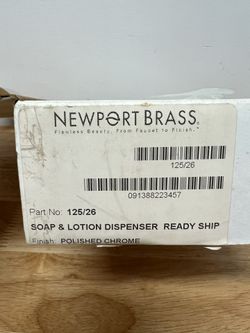 NEWPORT BRASS®
Flawless Beauty. From Faucet to Finish.™
125/26
091388223457
Part No: 125/26
SOAP & LOTION DISPENSER READY SHIP
Finish: POLISHED CHROME